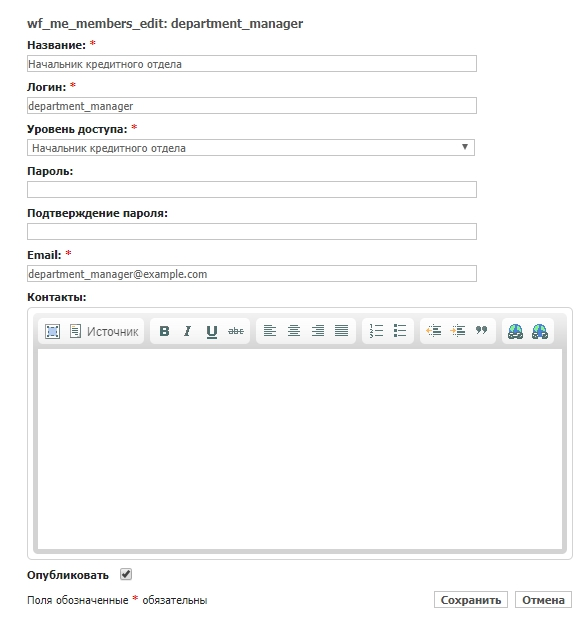 wf_me_members_edit: department_manager
Название: *
Начальник кредитного отдела
Логин: *
department_manager
Уровень доступа: *
Начальник кредитного отдела
Пароль:
Подтверждение пароля:
Email: *
department_manager@example.com
Контакты:
Источник B I U abc
Опубликовать
Поля обозначенные * обязательны Сохранить Отмена